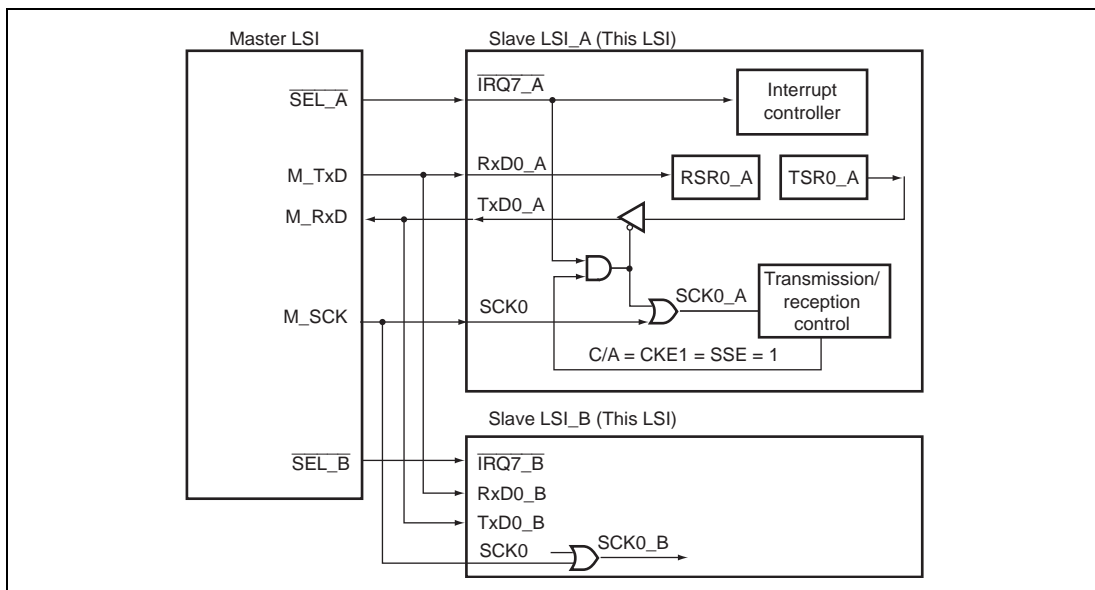 Master LSI
SEL_A
M_TxD
M_RxD
M_SCK
SEL_B
Slave LSI_A (This LSI)
IRQ7_A
Interrupt
controller
RxD0_A
RSR0_A
TSR0_A
TxD0_A
SCK0
SCK0_A
Transmission/
reception
control
C/A = CKE1 = SSE = 1
Slave LSI_B (This LSI)
IRQ7_B
RxD0_B
TxD0_B
SCK0
SCK0_B